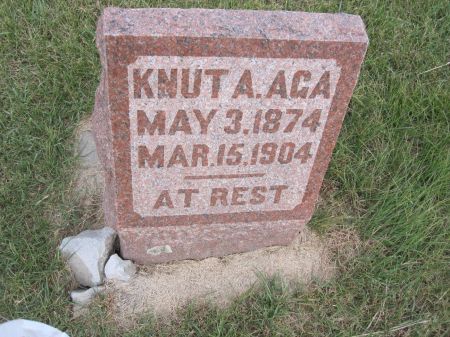 KNUT A. AGA
MAY 3, 1874
MAR. 15, 1904
AT REST